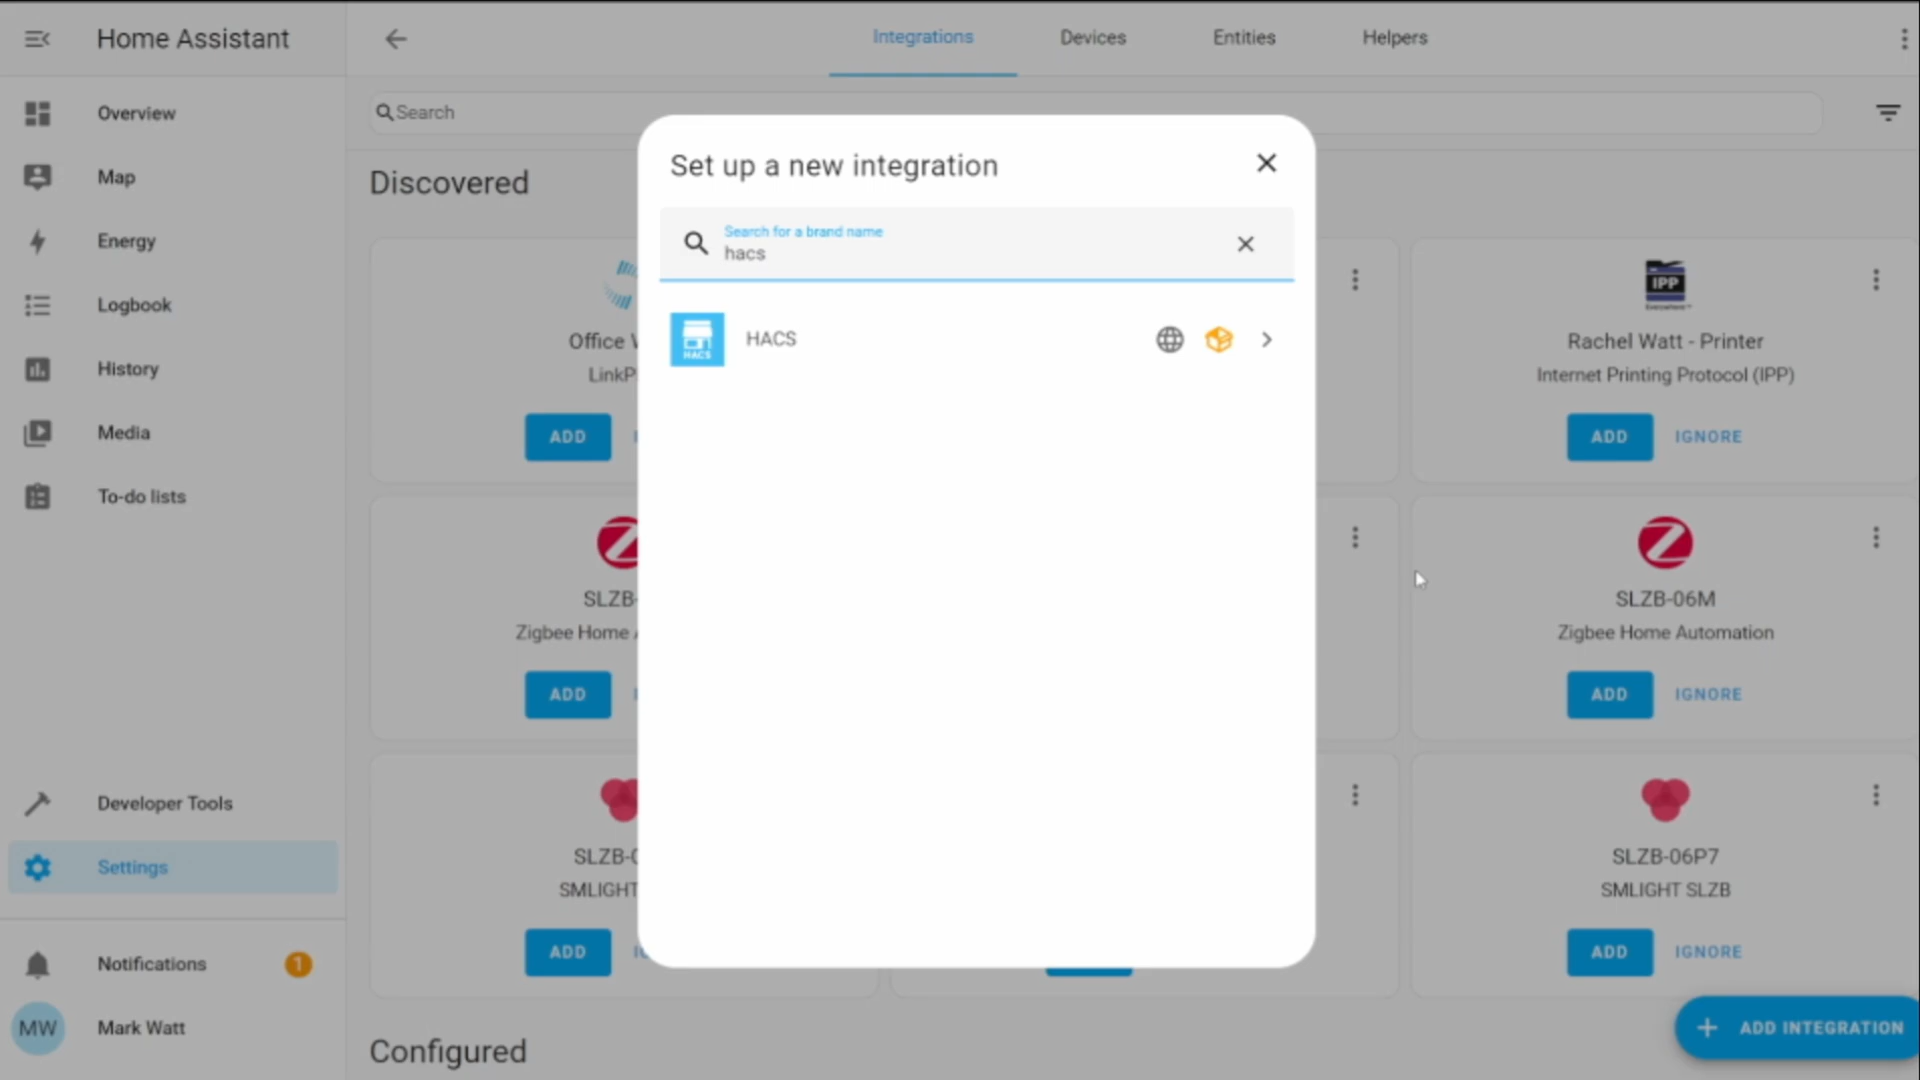 Home Assistant
Integrations
Devices
Entities
Helpers
Search
Overview
Map
Energy
Logbook
History
Media
To-do lists
Developer Tools
Settings
Notifications
1
MW
Mark Watt
Discovered
Set up a new integration
Search for a brand name
hacs
HACS
HACS
Office
LinkP
ADD
IPP
Rachel Watt - Printer
Internet Printing Protocol (IPP)
ADD
IGNORE
SLZB-
Zigbee Home
ADD
SLZB-06M
Zigbee Home Automation
ADD
IGNORE
SLZB-
SMLIGHT
ADD
SLZB-06P7
SMLIGHT SLZB
ADD
IGNORE
Configured
+ ADD INTEGRATION